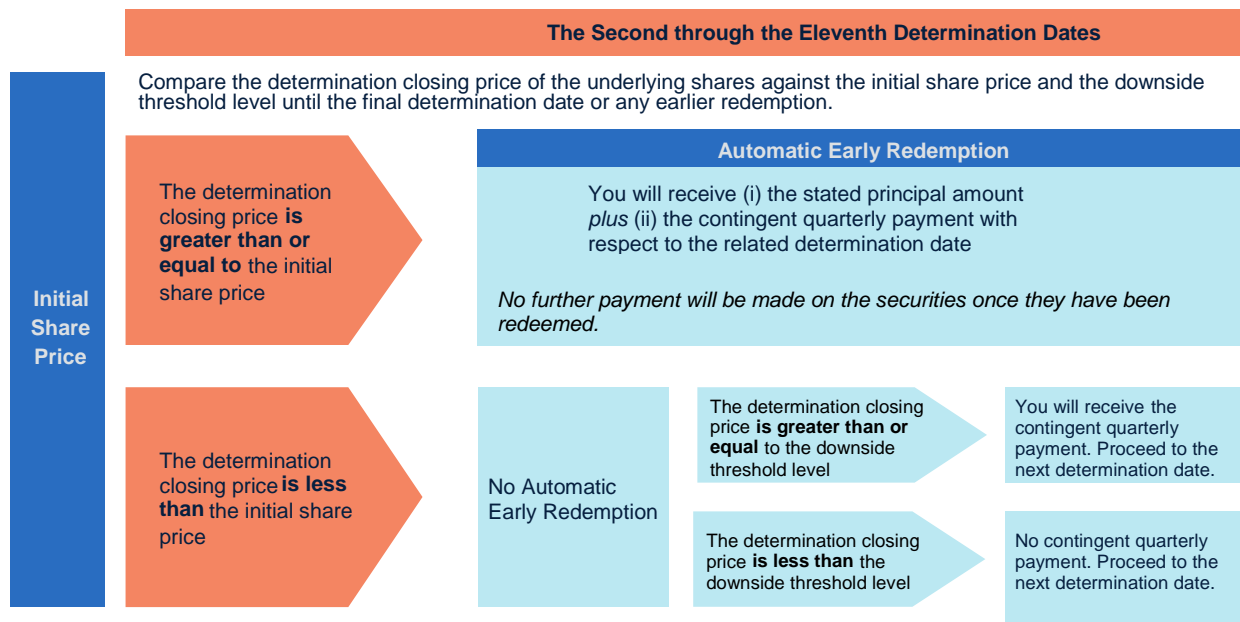 The Second through the Eleventh Determination Dates
Compare the determination closing price of the underlying shares against the initial share price and the downside
threshold level until the final determination date or any earlier redemption.
Initial
Share
Price
The determination
closing price is
greater than or
equal to the initial
share price
Automatic Early Redemption
You will receive (i) the stated principal amount
plus (ii) the contingent quarterly payment with
respect to the related determination date
No further payment will be made on the securities once they have been
redeemed.
The determination
closing price is less
than the initial share
price
No Automatic
Early Redemption
The determination closing
price is greater than or
equal to the downside
threshold level
You will receive the
contingent quarterly
payment. Proceed to the
next determination date.
The determination closing
price is less than the
downside threshold level
No contingent quarterly
payment. Proceed to the
next determination date.